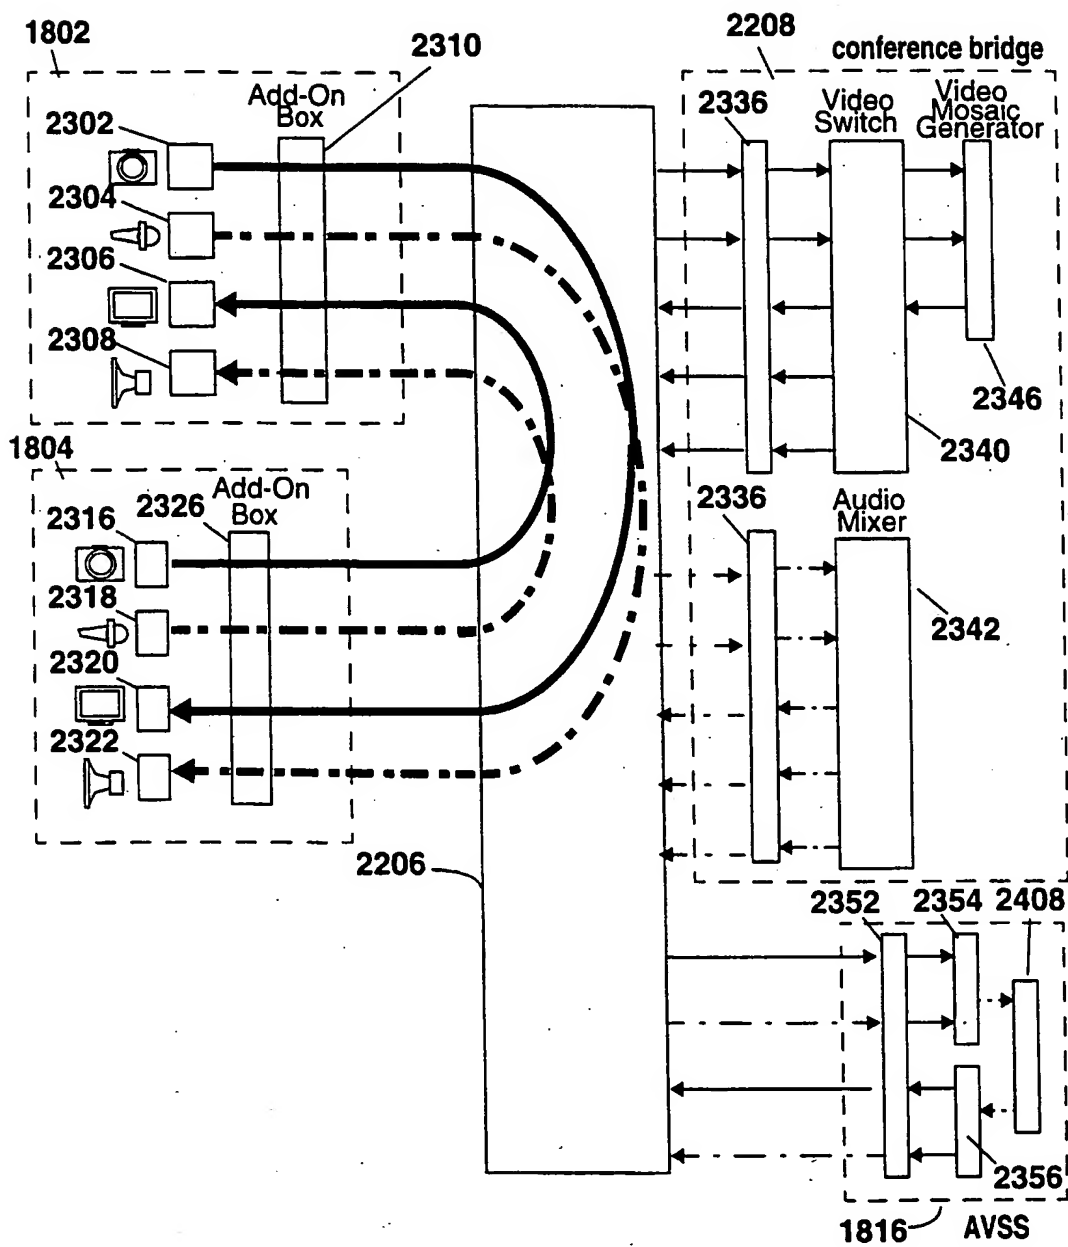 1802
2310
2208
conference bridge
Add-On
Box
2302
2336
Video
Switch
Video
Mosaic
Generator
2304
2306
2308
2346
2340
1804
Add-On
Box
2326
2316
2336
Audio
Mixer
2318
2342
2320
2322
2206
2352
2354
2408
2356
1816
AVSS